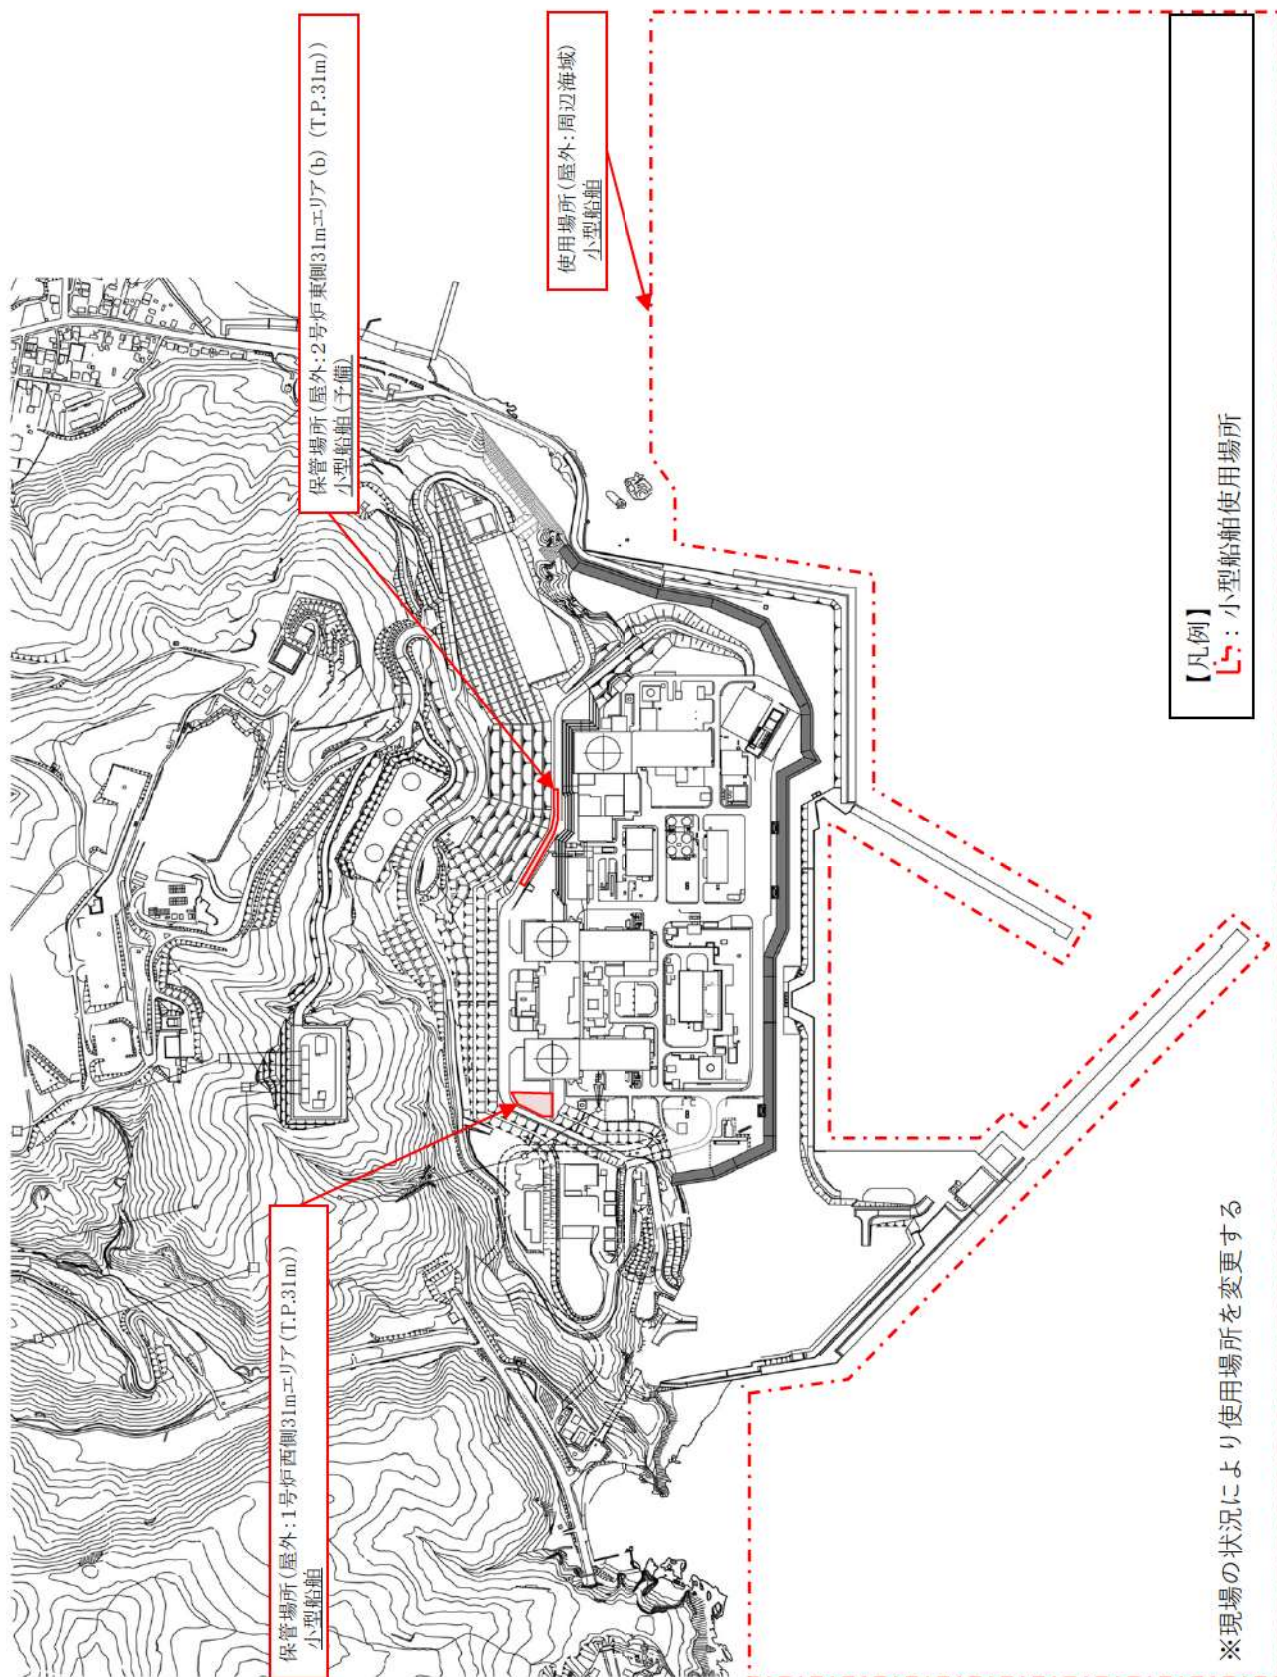 保管場所(屋外:1号炉西側31mエリア(T.P.31m))
小型船舶
保管場所(屋外:2号炉東側31mエリア(b) (T.P.31m))
小型船舶(予備)
使用場所(屋外:周辺海域)
小型船舶
【凡例】
:小型船舶使用場所
※現場の状況により使用場所を変更する